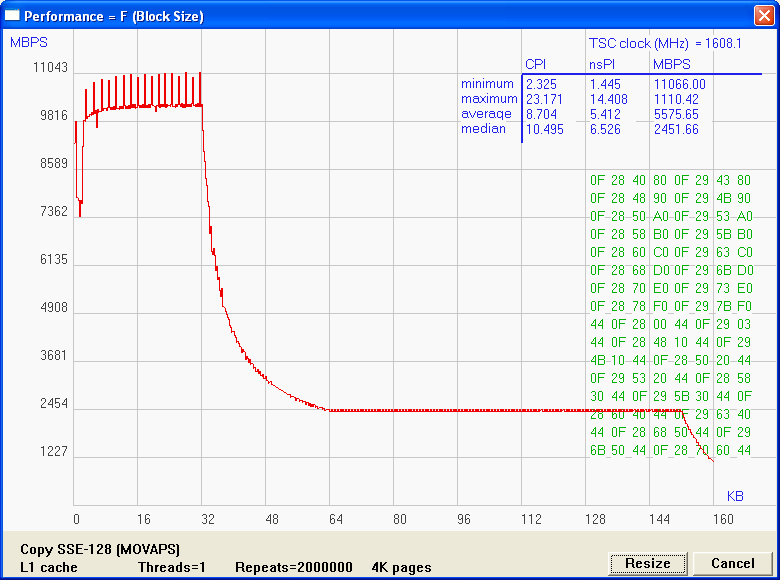 Performance = F (Block Size)
MBPS
TSC clock (MHz) = 1608.1
CPI nsPI MBPS
minimum 2.325 1.445 11066.00
maximum 23.171 14.408 1110.42
average 8.704 5.412 5575.65
median 10.495 6.526 2451.66
11043
9816
8589
7362
6135
4908
3681
2454
1227
0F 28 40 80 0F 29 43 80
0F 28 48 90 0F 29 4B 90
0F 28 50 A0 0F 29 53 A0
0F 28 58 B0 0F 29 5B B0
0F 28 60 C0 0F 29 63 C0
0F 28 68 D0 0F 29 6B D0
0F 28 70 E0 0F 29 73 E0
0F 28 78 F0 0F 29 7B F0
44 0F 28 00 44 0F 29 03
44 0F 28 48 10 44 0F 29
4B 10 44 0F 28 50 20 44
0F 29 53 20 44 0F 28 58
30 44 0F 29 5B 30 44 0F
28 60 40 44 0F 29 63 40
44 0F 28 68 50 44 0F 29
6B 50 44 0F 28 70 60 44
KB
0 16 32 48 64 80 96 112 128 144 160
Copy SSE-128 (MOVAPS)
L1 cache Threads=1 Repeats=2000000 4K pages
Resize Cancel